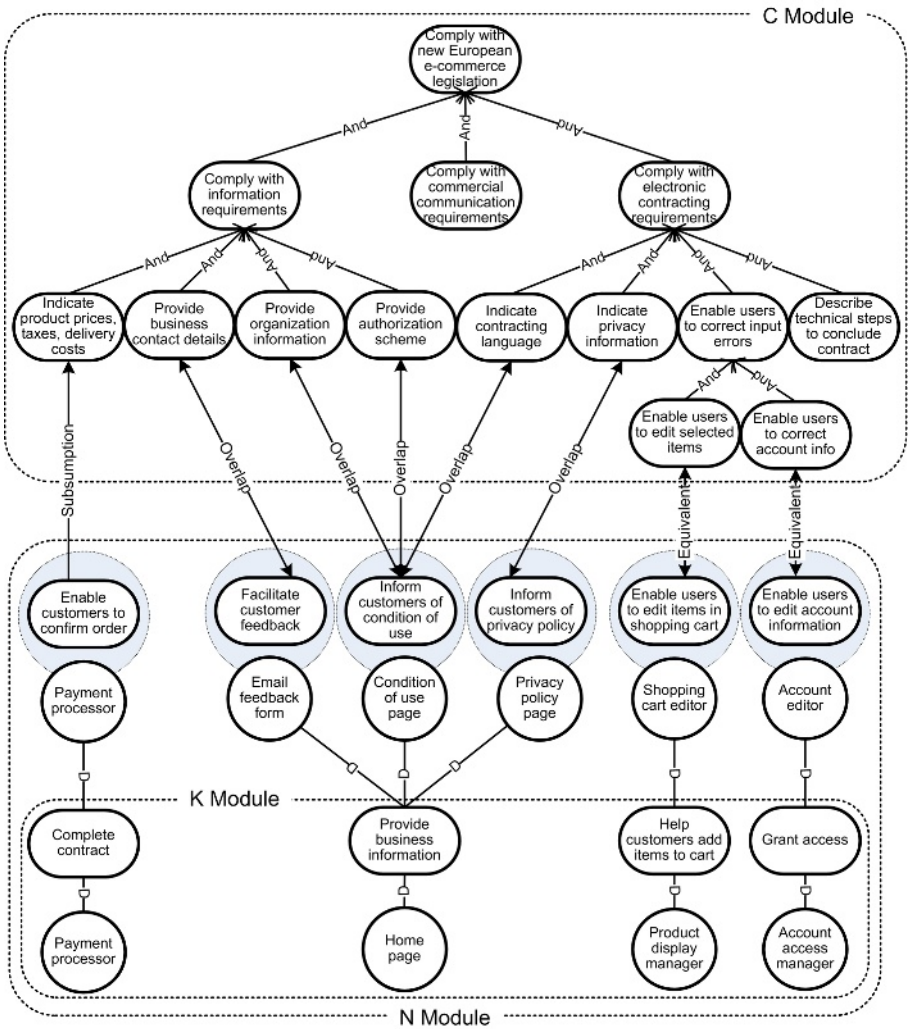 C Module
Comply with
new European
e-commerce
legislation
And
And
And
Comply with
information
requirements
Comply with
commercial
communication
requirements
Comply with
electronic
contracting
requirements
And
And
And
And
And
And
And
And
Indicate
product prices,
taxes, delivery
costs
Provide
business
contact details
Provide
organization
information
Provide
authorization
scheme
Indicate
contracting
language
Indicate
privacy
information
Enable users
to correct input
errors
Describe
technical steps
to conclude
contract
And
And
Enable users
to edit selected
items
Enable users
to correct
account info
Subsumption
Overlap
Overlap
Overlap
Overlap
Overlap
Equivalent
Equivalent
Enable
customers to
confirm order
Facilitate
customer
feedback
Inform
customers of
condition of
use
Inform
customers of
privacy policy
Enable users
to edit items in
shopping cart
Enable users
to edit account
information
Payment
processor
Email
feedback
form
Condition
of use
page
Privacy
policy
page
Shopping
cart editor
Account
editor
D
D
D
D
D
D
K Module
Complete
contract
Provide
business
information
Help
customers add
items to cart
Grant access
D
D
D
D
Payment
processor
Home
page
Product
display
manager
Account
access
manager
N Module